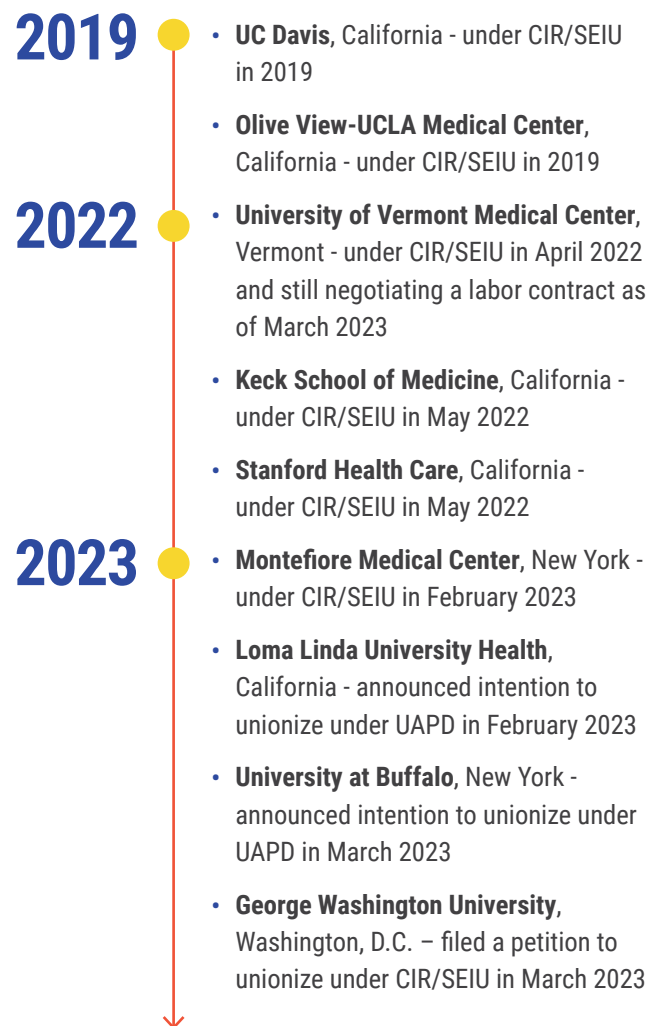 2019
• UC Davis, California - under CIR/SEIU
in 2019
• Olive View-UCLA Medical Center,
California - under CIR/SEIU in 2019
2022
• University of Vermont Medical Center,
Vermont - under CIR/SEIU in April 2022
and still negotiating a labor contract as
of March 2023
• Keck School of Medicine, California -
under CIR/SEIU in May 2022
• Stanford Health Care, California -
under CIR/SEIU in May 2022
2023
• Montefiore Medical Center, New York -
under CIR/SEIU in February 2023
• Loma Linda University Health,
California - announced intention to
unionize under UAPD in February 2023
• University at Buffalo, New York -
announced intention to unionize under
UAPD in March 2023
• George Washington University,
Washington, D.C. – filed a petition to
unionize under CIR/SEIU in March 2023